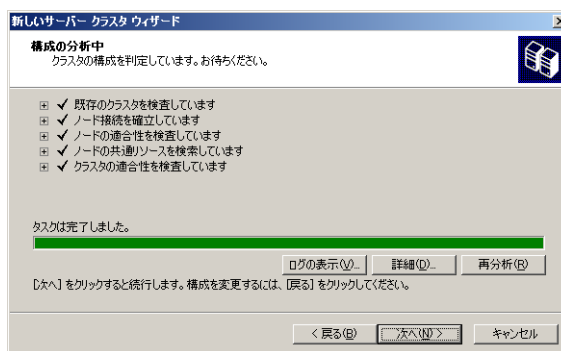 新しいサーバー クラスタ ウィザード
構成の分析中
クラスタの構成を判定しています。お待ちください。
既存のクラスタを検査しています
ノード接続を確立しています
ノードの適合性を検査しています
ノードの共通リソースを検索しています
クラスタの適合性を検査しています
タスクは完了しました。
ログの表示(V)...
詳細(D)...
再分析(R)
[次へ] をクリックすると続行します。構成を変更するには、[戻る] をクリックしてください。
< 戻る(B)
次へ(N) >
キャンセル